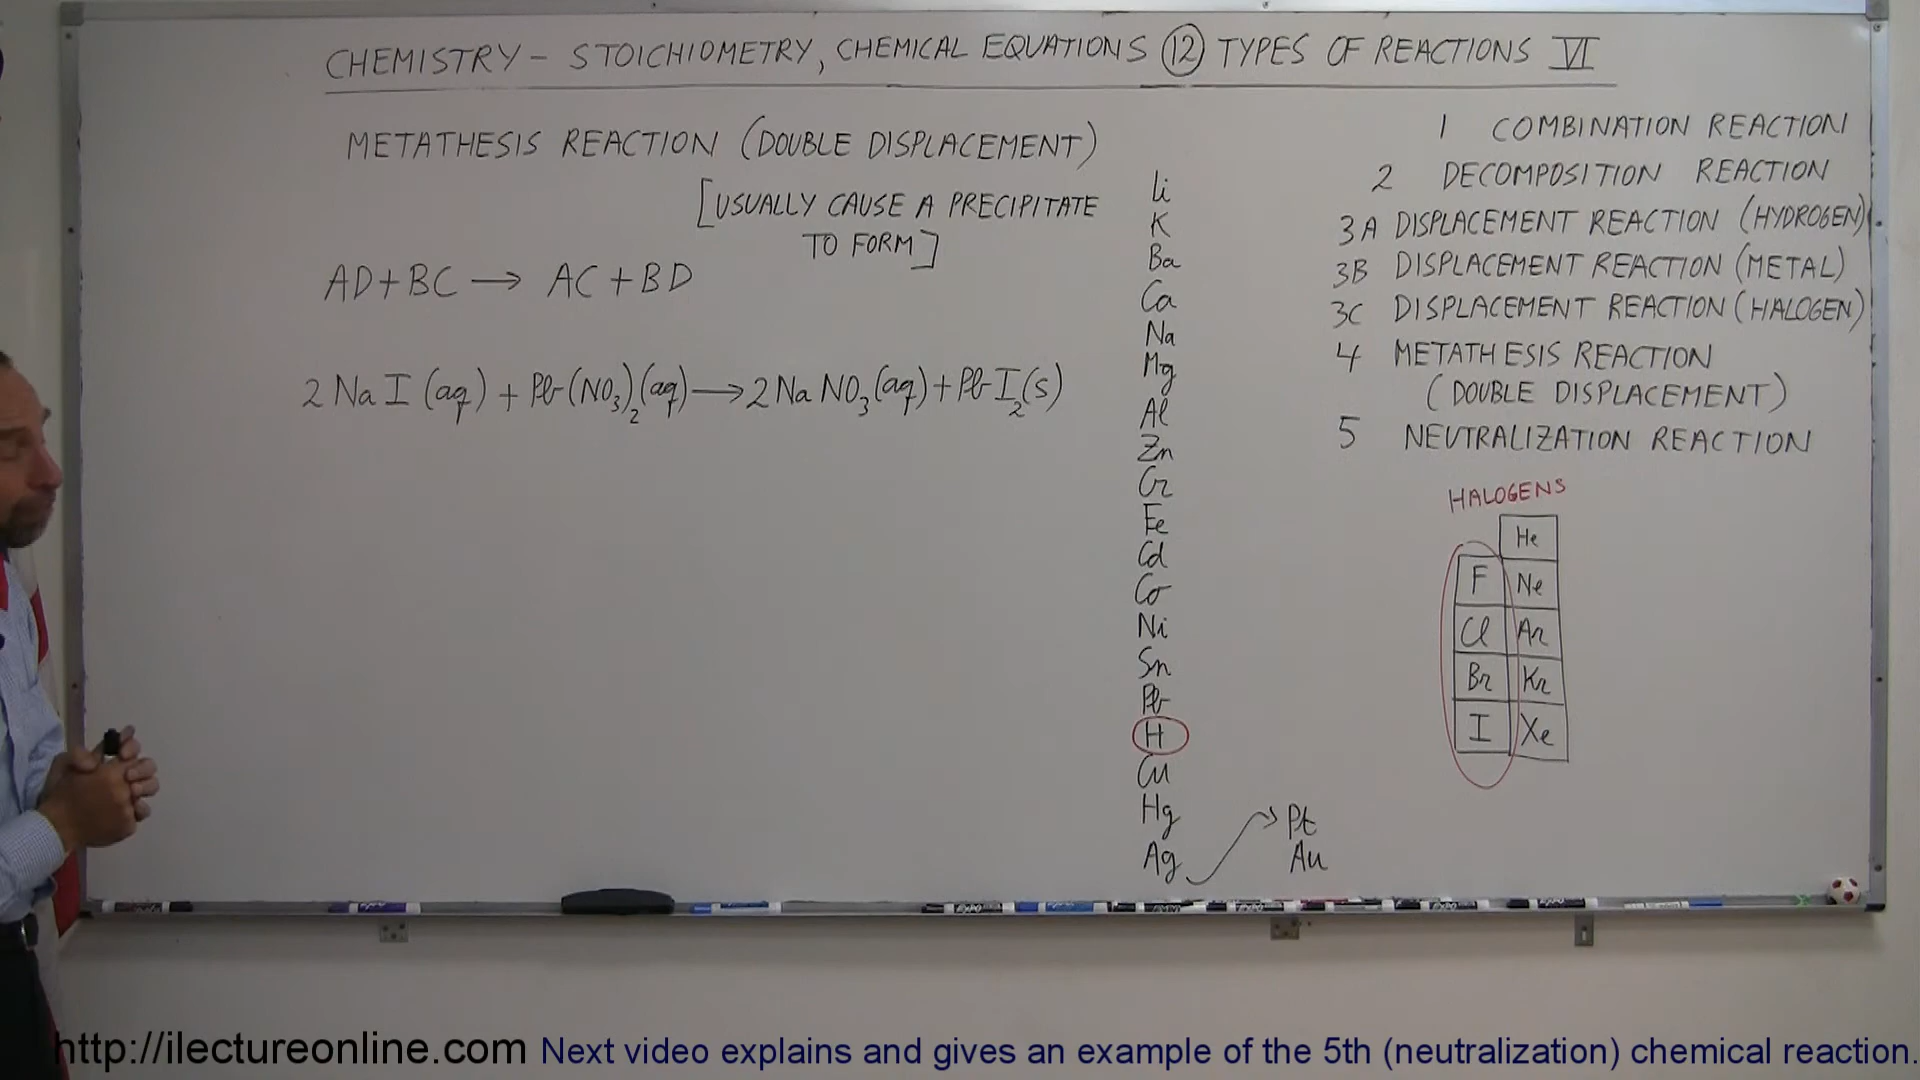 CHEMISTRY - STOICHIOMETRY, CHEMICAL EQUATIONS 12 TYPES OF REACTIONS VI
METATHESIS REACTION (DOUBLE DISPLACEMENT)
[USUALLY CAUSE A PRECIPITATE
TO FORM]
AD+BC → AC + BD
2 NaI (aq) + Pb(NO₃)₂(aq) → 2NaNO₃(aq) + PbI₂(s)
Li
K
Ba
Ca
Na
Mg
Al
Zn
Cr
Fe
Cd
Co
Ni
Sn
Pb
H
Cu
Hg
Ag
Pt
Au
1 COMBINATION REACTION
2 DECOMPOSITION REACTION
3A DISPLACEMENT REACTION (HYDROGEN)
3B DISPLACEMENT REACTION (METAL)
3C DISPLACEMENT REACTION (HALOGEN)
4 METATHESIS REACTION
(DOUBLE DISPLACEMENT)
5 NEUTRALIZATION REACTION
HALOGENS
He
F Ne
Cl Ar
Br Kr
I Xe
http://ilectureonline.com Next video explains and gives an example of the 5th (neutralization) chemical reaction.